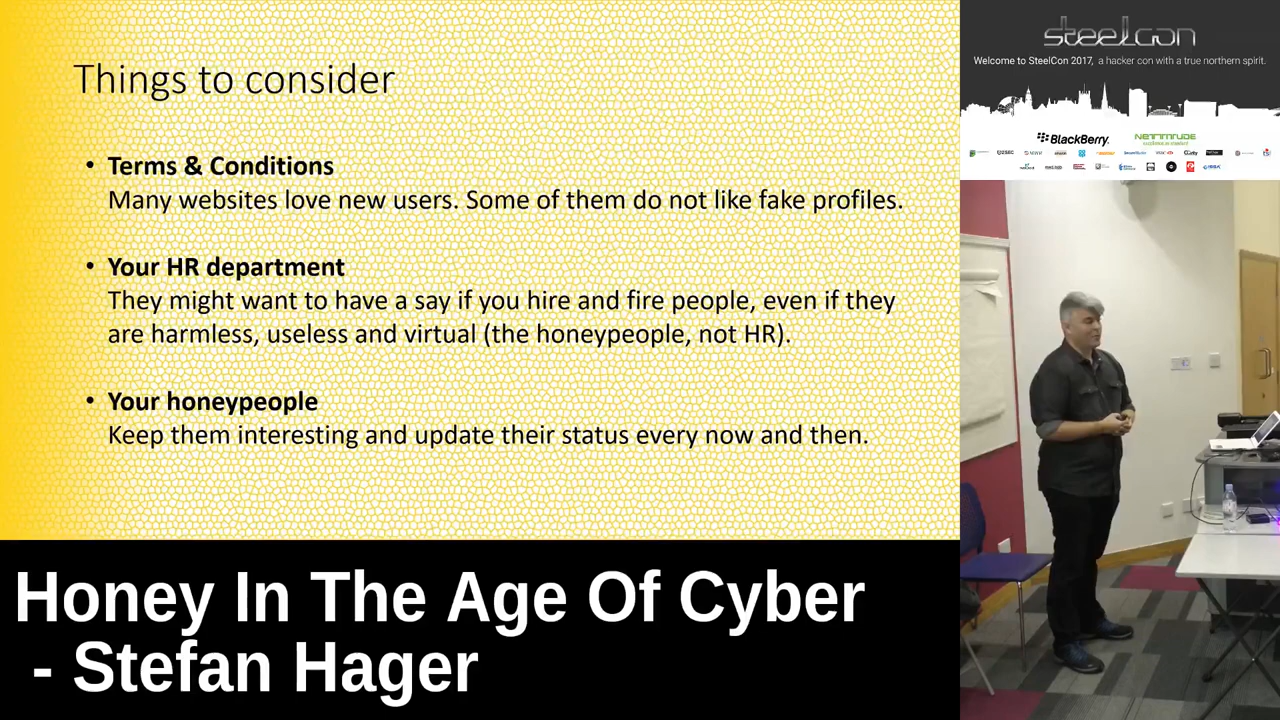 Things to consider
• Terms & Conditions
Many websites love new users. Some of them do not like fake profiles.
• Your HR department
They might want to have a say if you hire and fire people, even if they
are harmless, useless and virtual (the honeypeople, not HR).
• Your honeypeople
Keep them interesting and update their status every now and then.
Honey In The Age Of Cyber
- Stefan Hager
steelcon
Welcome to SteelCon 2017, a hacker con with a true northern spirit.
BlackBerry
NETTITUDE